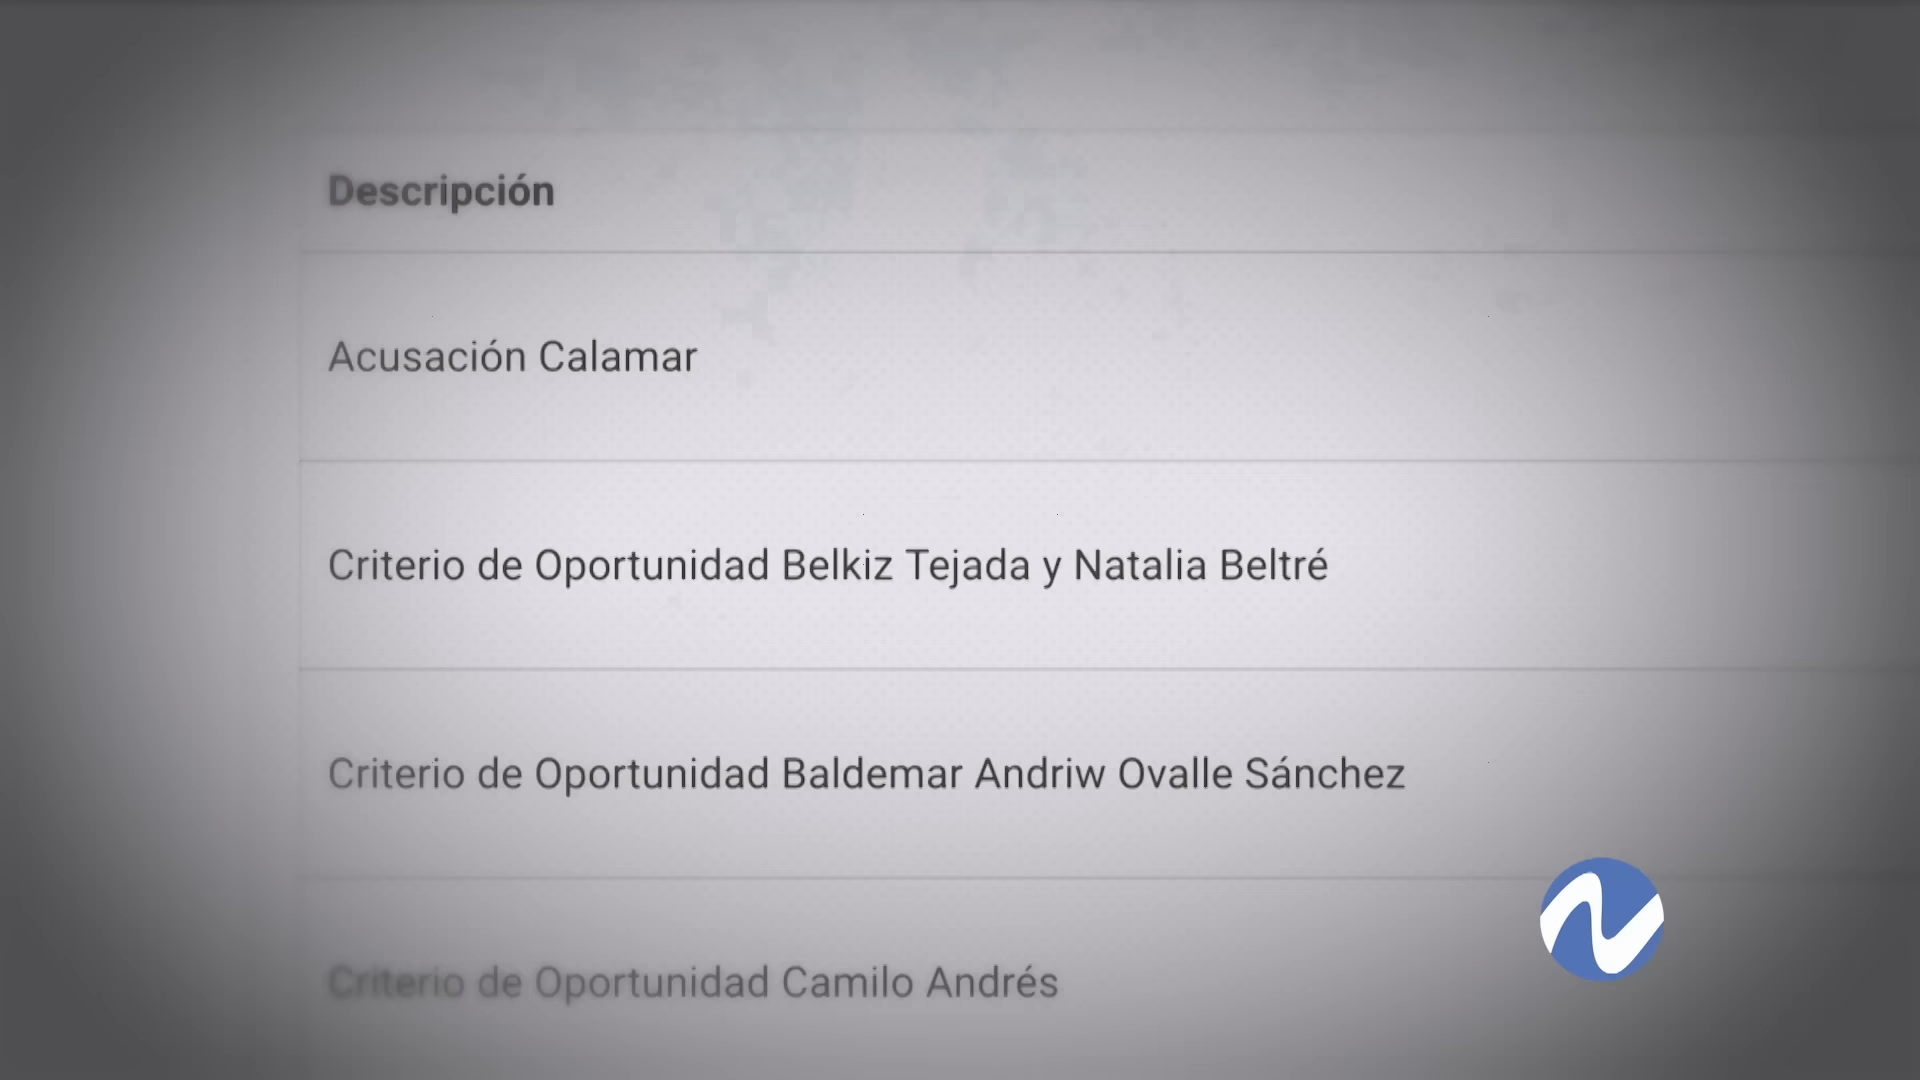 Descripción
Acusación Calamar
Criterio de Oportunidad Belkiz Tejada y Natalia Beltré
Criterio de Oportunidad Baldemar Andriw Ovalle Sánchez
Criterio de Oportunidad Camilo Andrés